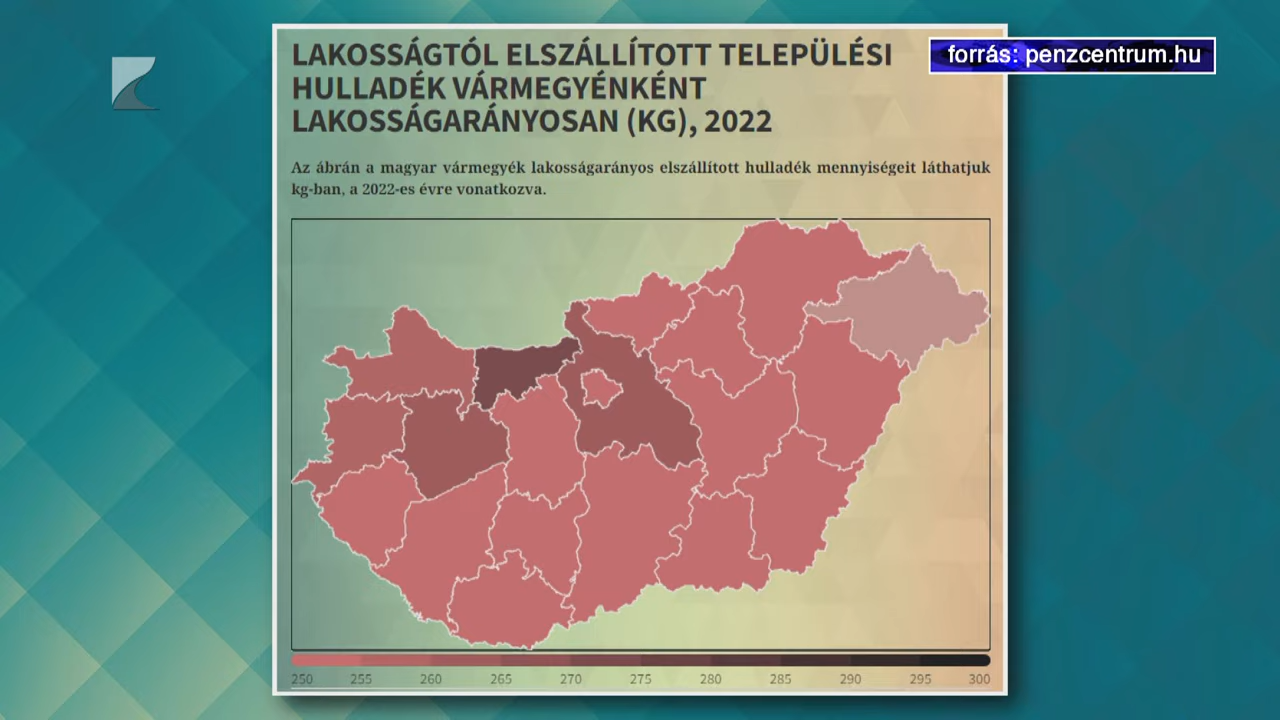 LAKOSSÁGTÓL ELSZÁLLÍTOTT TELEPÜLÉSI
HULLADÉK VÁRMEGYÉNKÉNT
LAKOSSÁGARÁNYOSAN (KG), 2022
forrás: penzcentrum.hu
Az ábrán a magyar vármegyék lakosságarányos elszállított hulladék mennyiségeit láthatjuk
kg-ban, a 2022-es évre vonatkozva.
250 255 260 265 270 275 280 285 290 295 300